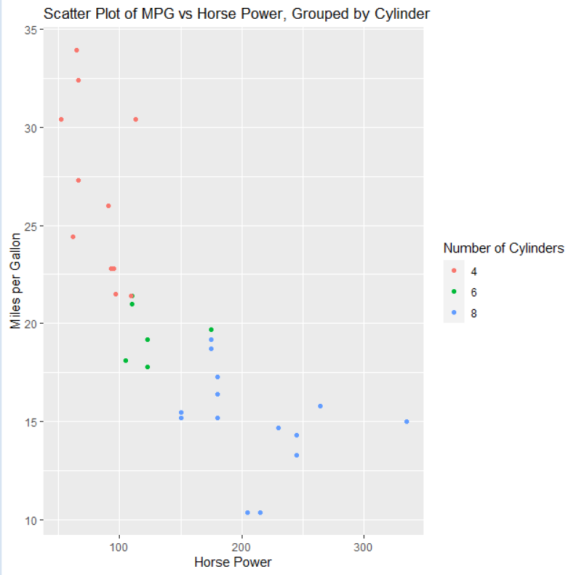 Scatter Plot of MPG vs Horse Power, Grouped by Cylinder
35
30
25
20
15
10
Miles per Gallon
100 200 300
Horse Power
Number of Cylinders
4
6
8